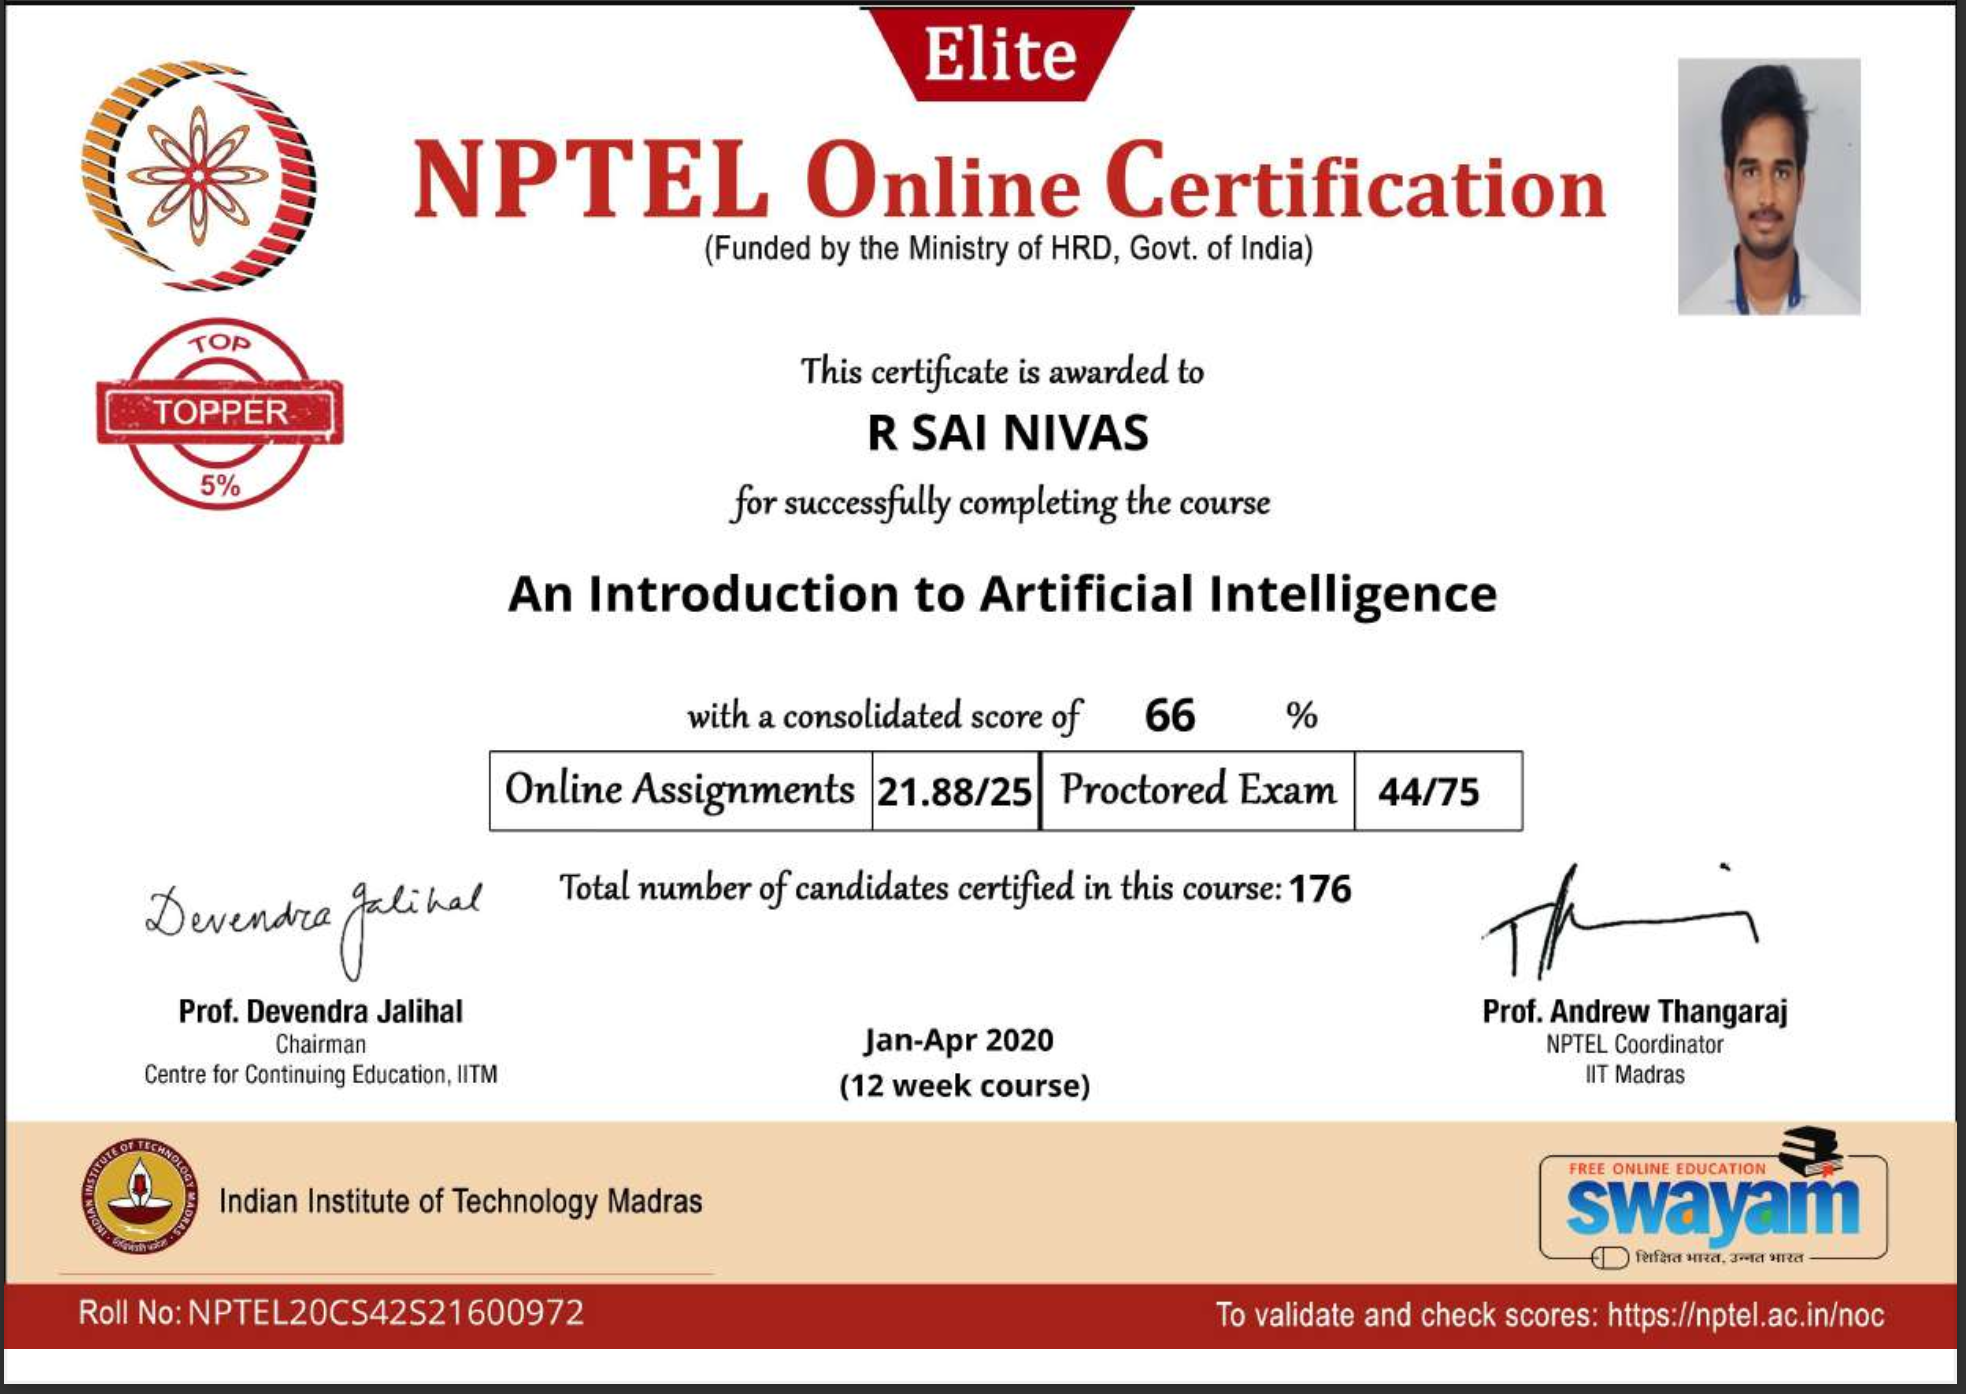 Elite
NPTEL Online Certification
(Funded by the Ministry of HRD, Govt. of India)
TOP
TOPPER
5%
This certificate is awarded to
R SAI NIVAS
for successfully completing the course
An Introduction to Artificial Intelligence
with a consolidated score of 66 %
Online Assignments 21.88/25 Proctored Exam 44/75
Total number of candidates certified in this course: 176
Devendra Jalihal
Prof. Devendra Jalihal
Chairman
Centre for Continuing Education, IITM
Jan-Apr 2020
(12 week course)
Prof. Andrew Thangaraj
NPTEL Coordinator
IIT Madras
INDIAN INSTITUTE OF TECHNOLOGY MADRAS
Indian Institute of Technology Madras
FREE ONLINE EDUCATION
swayam
शिक्षित भारत, उन्नत भारत
Roll No: NPTEL20CS42S21600972
To validate and check scores: https://nptel.ac.in/noc